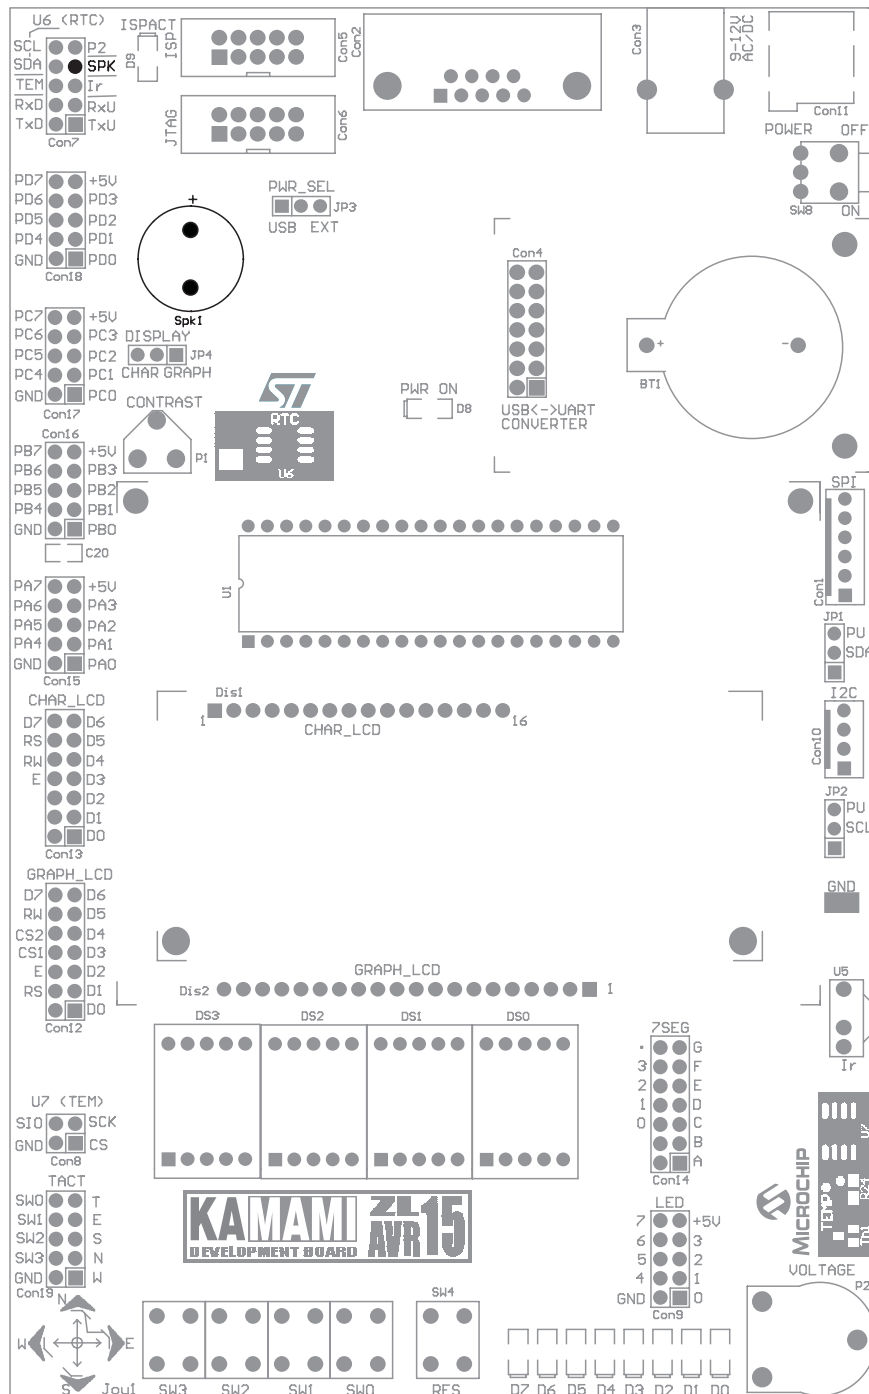 U6 (RTC)
SCL P2
SDA SPK
TEM Ir
RxD RxU
TxD TxU
Con7
ISPACT
D9
ISP
Con5
JTAG
Con6
Con2
Con3
9-12V
AC/DC
Con11
POWER OFF
SW8 ON
PD7 +5V
PD6 PD3
PD5 PD2
PD4 PD1
GND PD0
Con18
+
Spk1
PWR_SEL
JP3
USB EXT
Con4
USB<->UART
CONVERTER
+ -
BT1
PC7 +5V
PC6 PC3
PC5 PC2
PC4 PC1
GND PC0
Con17
DISPLAY
JP4
CHAR GRAPH
CONTRAST
P1
ST
RTC
U6
PWR ON
D8
Con16
PB7 +5V
PB6 PB3
PB5 PB2
PB4 PB1
GND PB0
C20
SPI
Con1
U1
PA7 +5V
PA6 PA3
PA5 PA2
PA4 PA1
GND PA0
Con15
JP1
PU
SDA
I2C
Con10
JP2
PU
SCL
GND
CHAR_LCD
D7 D6
RS D5
RW D4
E D3
D2
D1
D0
Con13
Dis1
1 16
CHAR_LCD
GRAPH_LCD
D7 D6
RW D5
CS2 D4
CS1 D3
E D2
RS D1
D0
Con12
GRAPH_LCD
Dis2 1
DS3 DS2 DS1 DS0
7SEG
. G
3 F
2 E
1 D
0 C
B
A
Con14
U5
Ir
U7 (TEM)
SIO SCK
GND CS
Con8
TACT
SW0 T
SW1 E
SW2 S
SW3 N
GND W
Con19
KAMAMI ZL
DEVELOPMENT BOARD AVR 15
LED
7 +5V
6 3
5 2
4 1
GND 0
Con9
MICROCHIP
TEMP
U7
R24
VOLTAGE
P2
N
W E
S
Joy1
SW3 SW2 SW1 SW0
SW4
RES
D7 D6 D5 D4 D3 D2 D1 D0